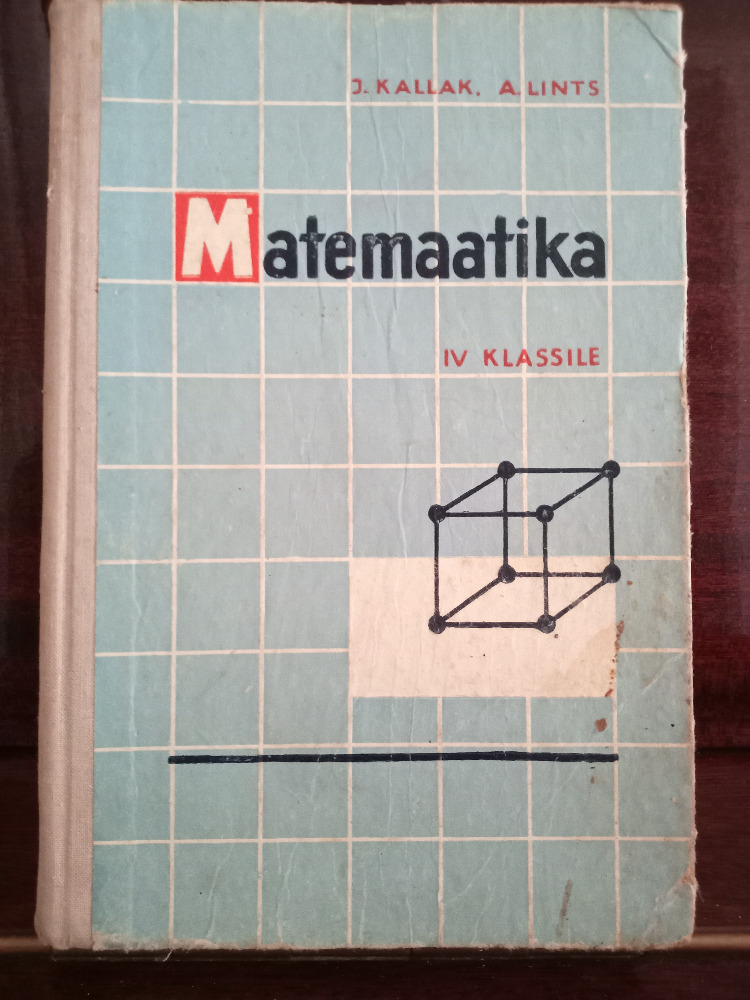 J. KALLAK, A. LINTS
Matemaatika
IV KLASSILE